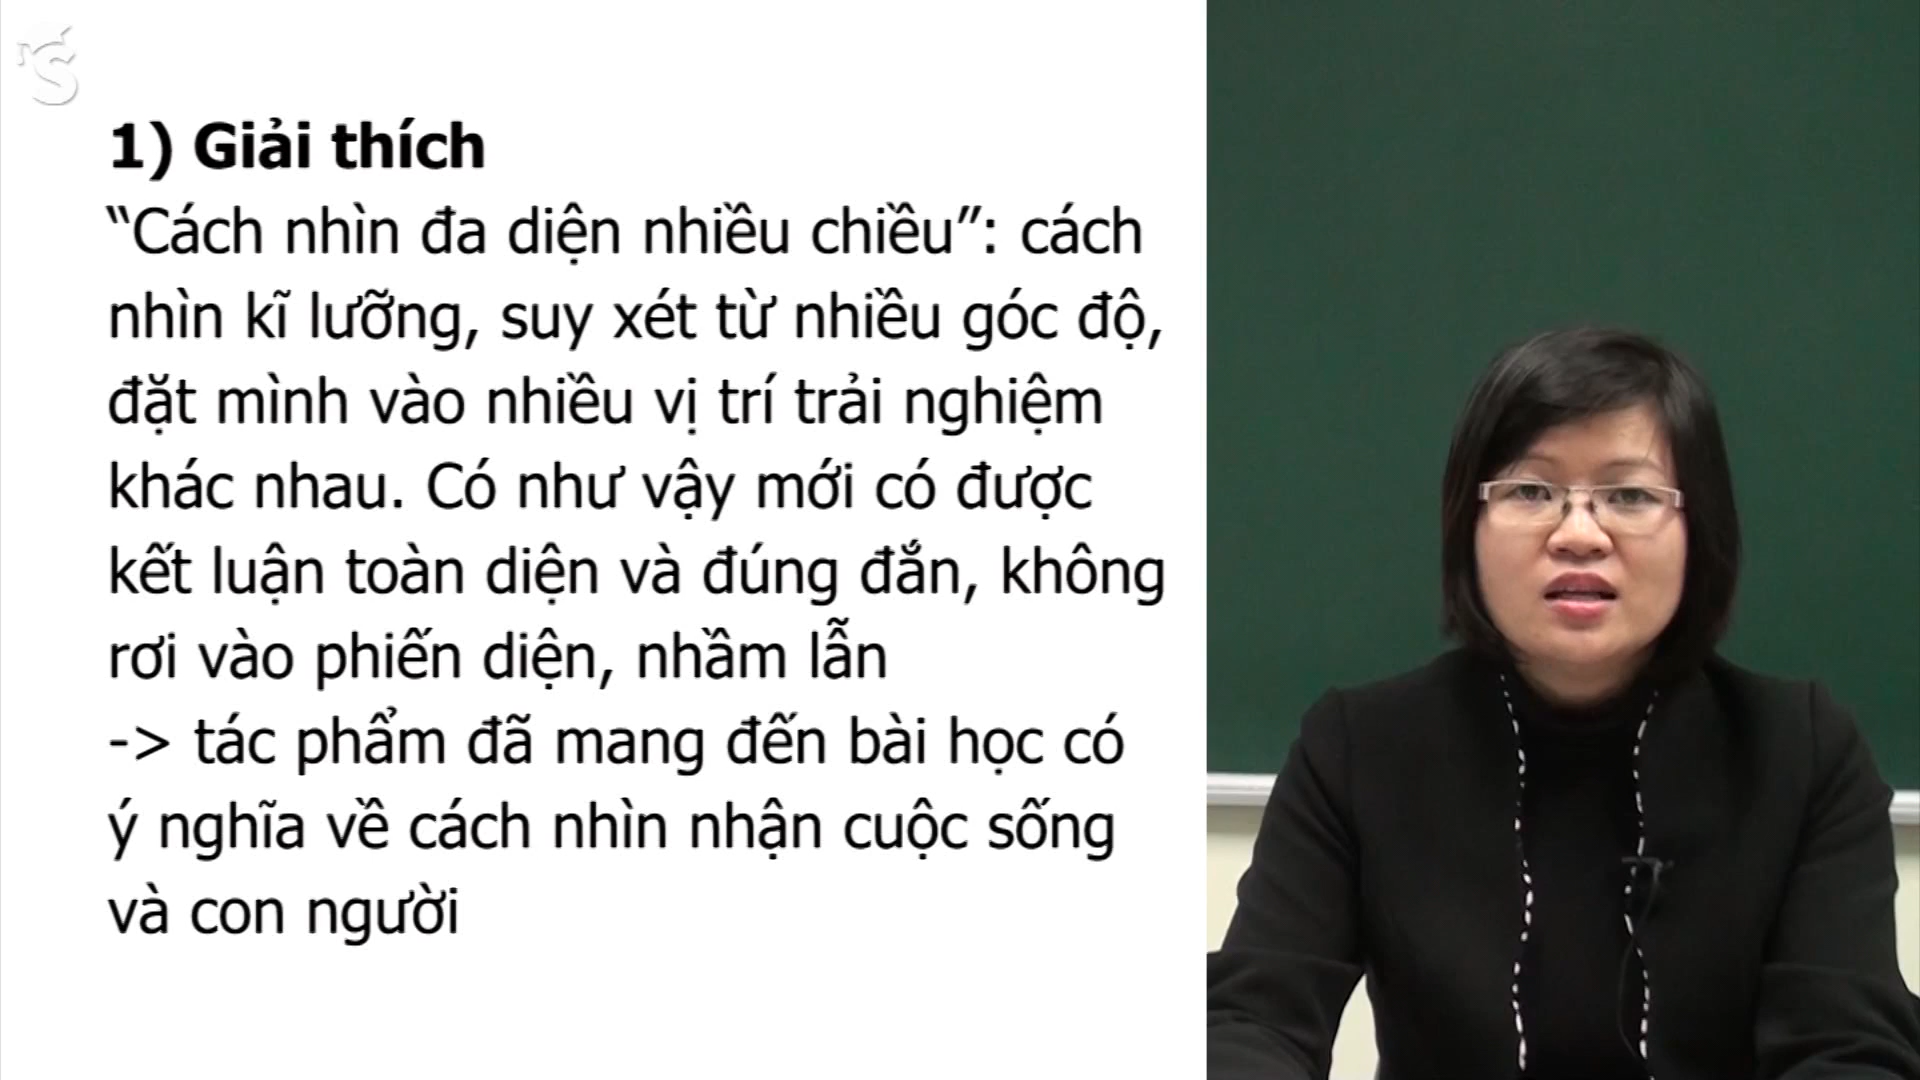 1) Giải thích
“Cách nhìn đa diện nhiều chiều”: cách
nhìn kĩ lưỡng, suy xét từ nhiều góc độ,
đặt mình vào nhiều vị trí trải nghiệm
khác nhau. Có như vậy mới có được
kết luận toàn diện và đúng đắn, không
rơi vào phiến diện, nhầm lẫn
-> tác phẩm đã mang đến bài học có
ý nghĩa về cách nhìn nhận cuộc sống
và con người